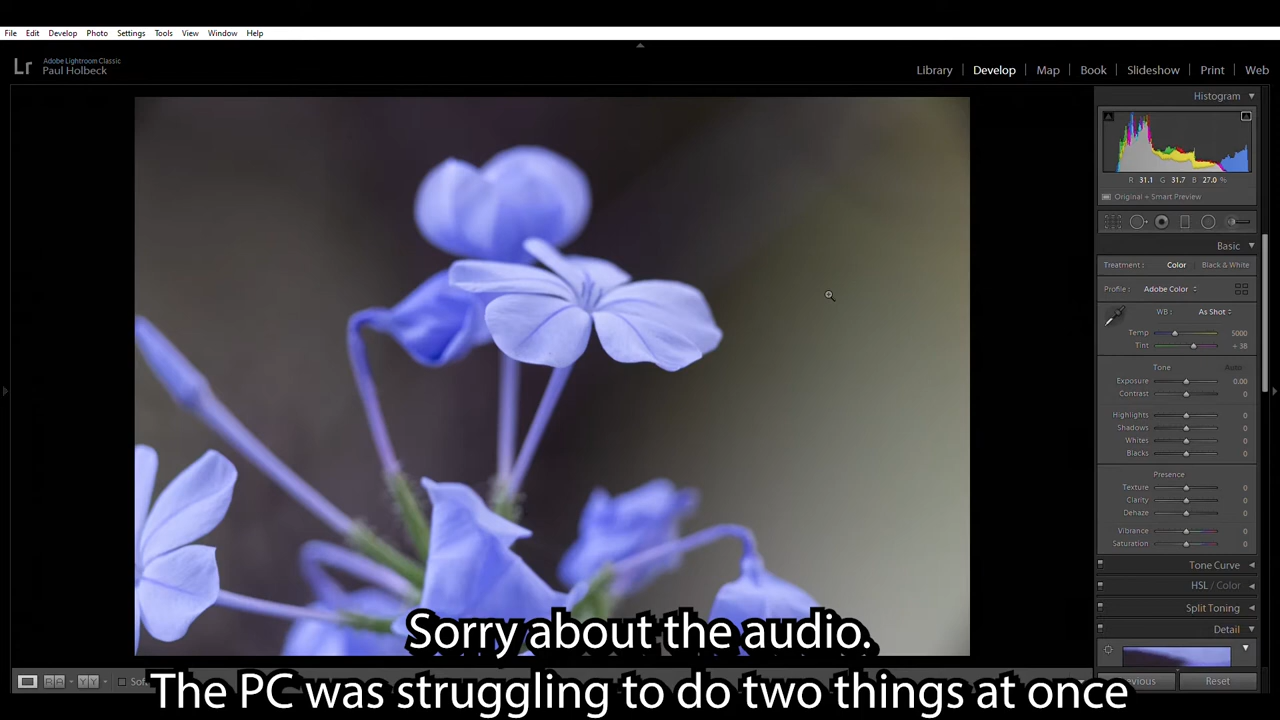 File Edit Develop Photo Settings Tools View Window Help
Lr
Adobe Lightroom Classic
Paul Holbeck
Library Develop Map Book Slideshow Print Web
Histogram
R 31.1 G 31.7 B 27.0 %
Original + Smart Preview
Basic
Treatment : Color Black & White
Profile : Adobe Color
WB : As Shot
Temp 5000
Tint + 38
Tone Auto
Exposure 0.00
Contrast 0
Highlights 0
Shadows 0
Whites 0
Blacks 0
Presence
Texture 0
Clarity 0
Dehaze 0
Vibrance 0
Saturation 0
Tone Curve
HSL / Color
Split Toning
Detail
Sorry about the audio.
Reset
The PC was struggling to do two things at once